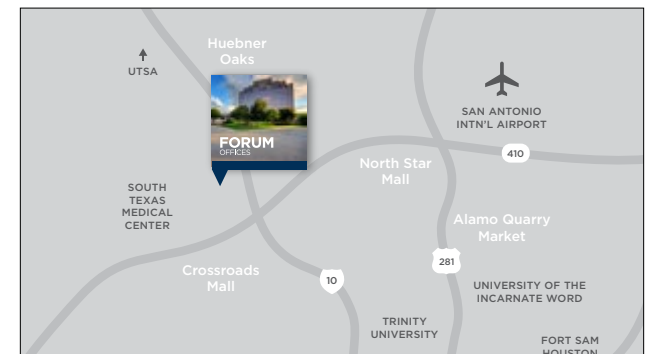 Huebner
Oaks
UTSA
SAN ANTONIO
INTN'L AIRPORT
FORUM
OFFICES
410
North Star
Mall
SOUTH
TEXAS
MEDICAL
CENTER
Alamo Quarry
Market
281
Crossroads
Mall
10
UNIVERSITY OF THE
INCARNATE WORD
TRINITY
UNIVERSITY
FORT SAM
HOUSTON